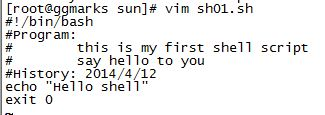 [root@ggmarks sun]# vim sh01.sh
#!/bin/bash
#Program:
#       this is my first shell script
#       say hello to you
#History: 2014/4/12
echo "Hello shell"
exit 0
~